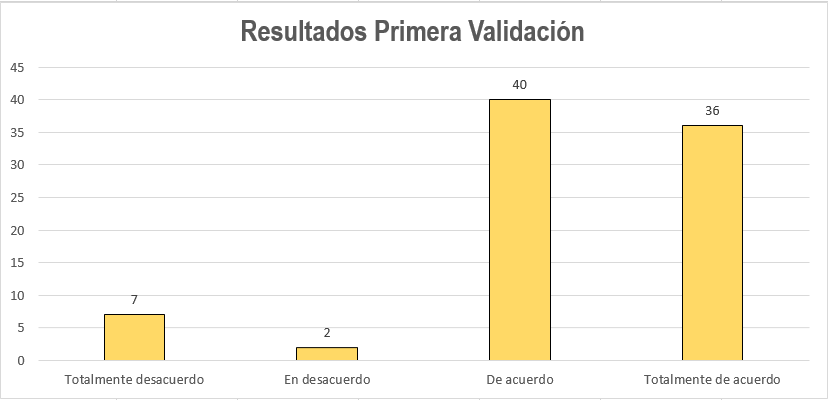 Resultados Primera Validación
45
40
35
30
25
20
15
10
5
0
7
2
40
36
Totalmente desacuerdo
En desacuerdo
De acuerdo
Totalmente de acuerdo